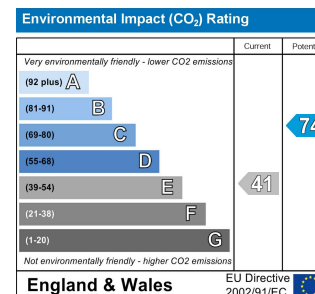 Environmental Impact (CO₂) Rating
Current
Very environmentally friendly - lower CO2 emissions
(92 plus) A
(81-91) B
(69-80) C
74
(55-68) D
(39-54) E
41
(21-38) F
(1-20) G
Not environmentally friendly - higher CO2 emissions
England & Wales
EU Directive
2002/91/EC